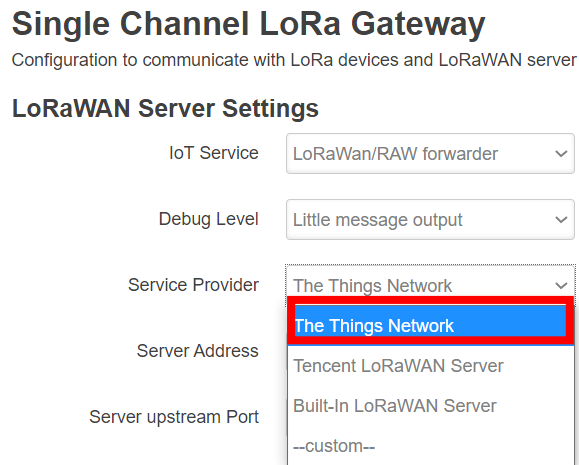 Single Channel LoRa Gateway
Configuration to communicate with LoRa devices and LoRaWAN server
LoRaWAN Server Settings
IoT Service
LoRaWan/RAW forwarder
Debug Level
Little message output
Service Provider
The Things Network
The Things Network
Server Address
Tencent LoRaWAN Server
Built-In LoRaWAN Server
Server upstream Port
--custom--